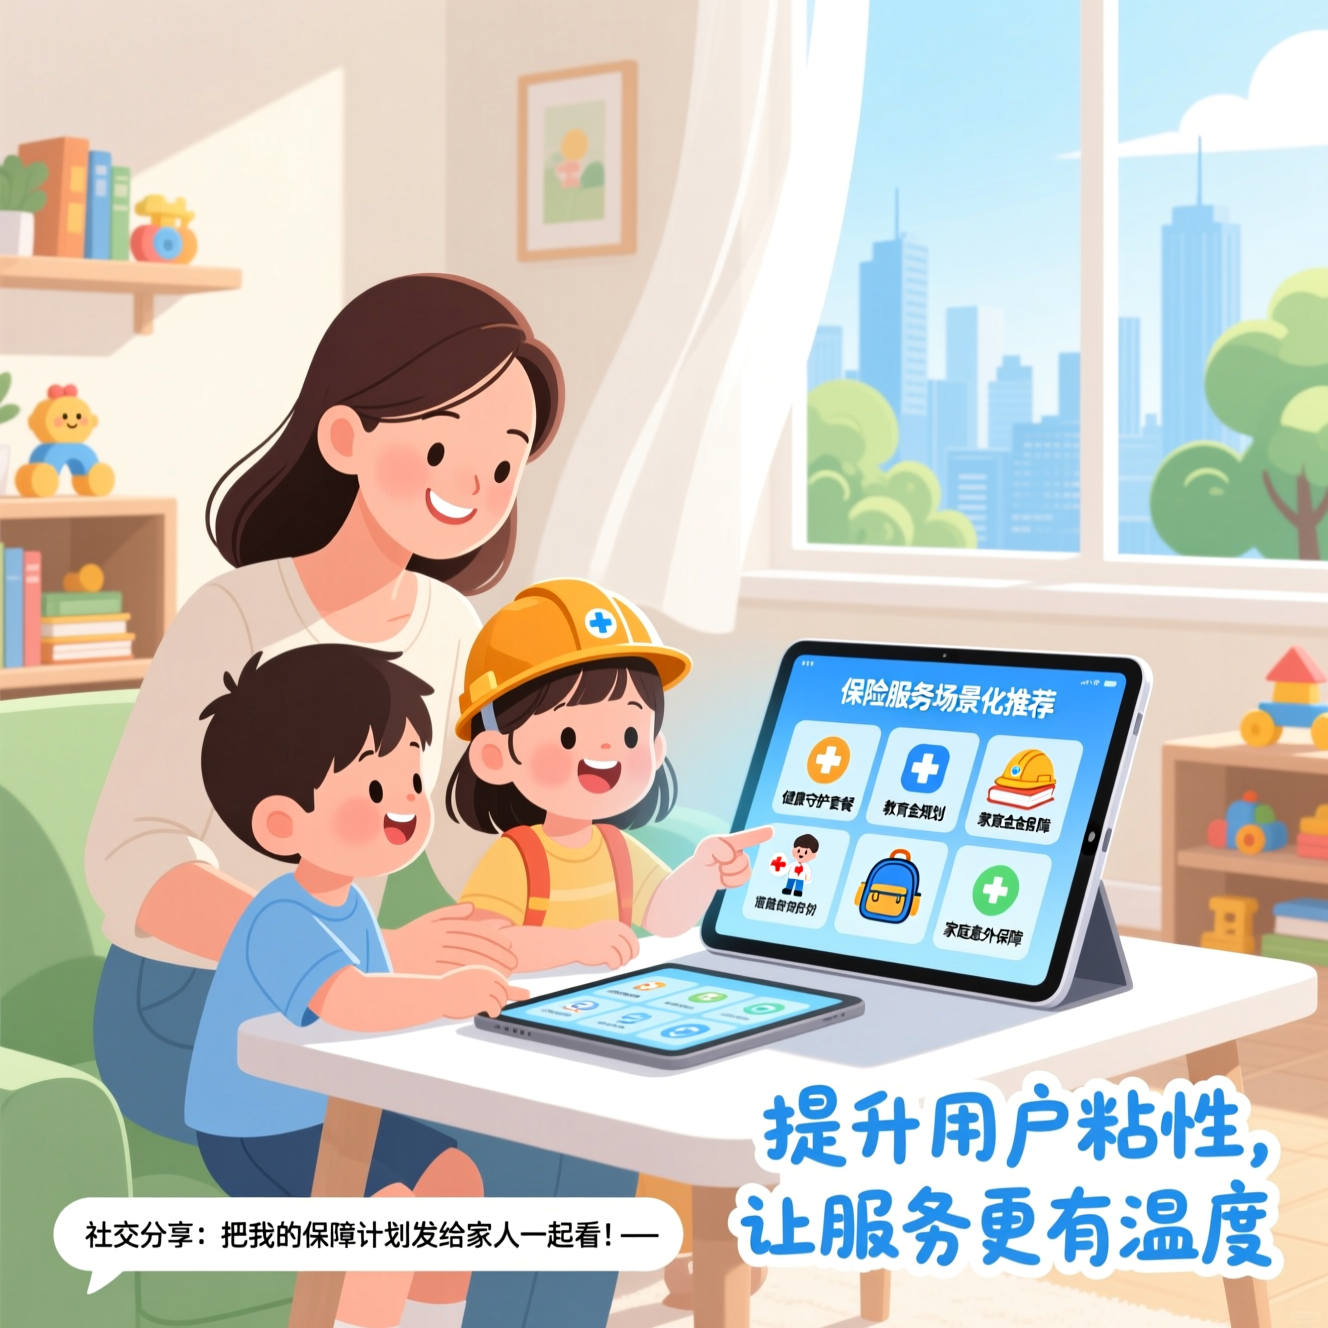 保险服务场景化推荐
健康守护套餐
教育金规划
家庭意外保障
提升用户粘性，
让服务更有温度
社交分享：把我的保障计划发给家人一起看！—